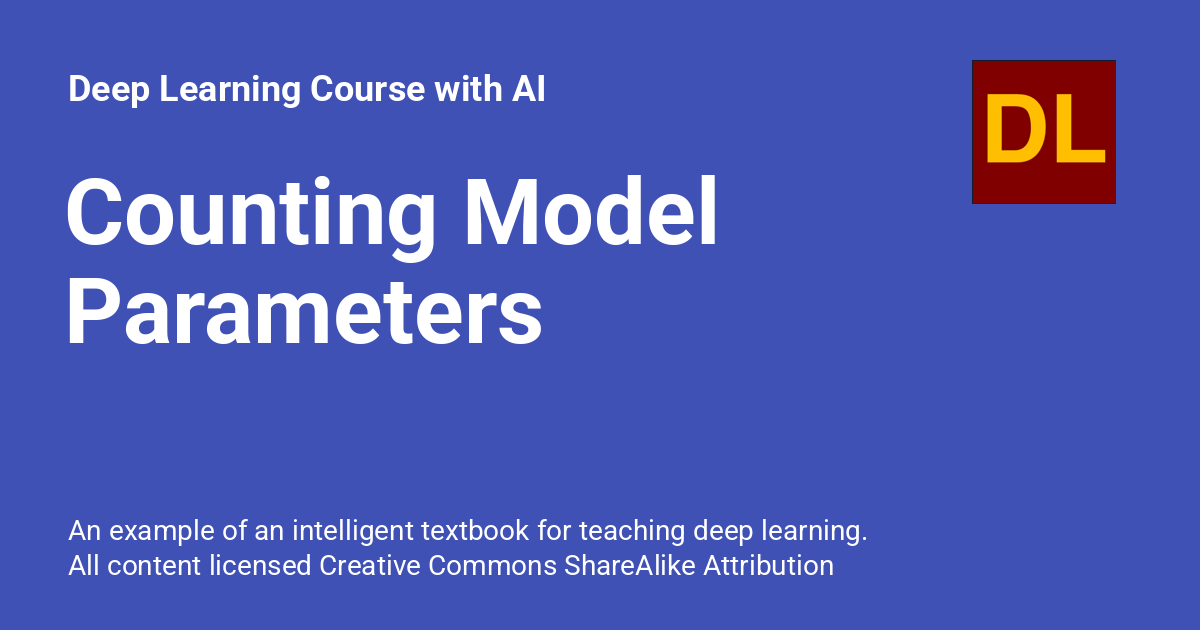 Deep Learning Course with AI
DL
Counting Model
Parameters
An example of an intelligent textbook for teaching deep learning.
All content licensed Creative Commons ShareAlike Attribution